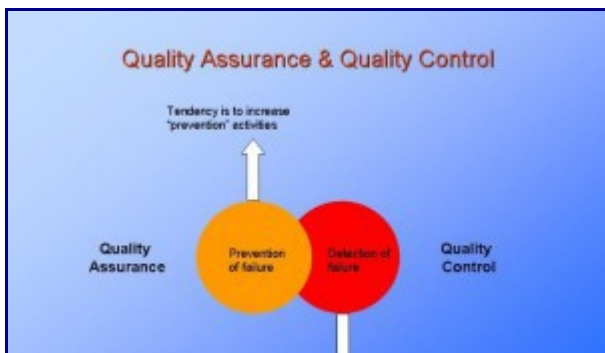 Quality Assurance & Quality Control
Tendency is to increase
"prevention" activities
Quality
Assurance
Prevention
of failure
Detection of
failure
Quality
Control